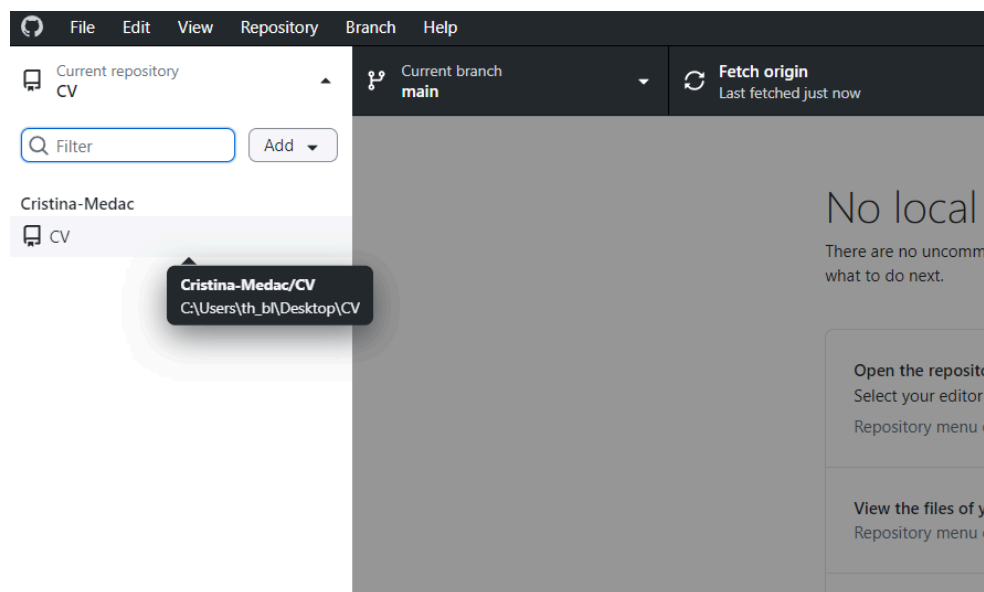 File Edit View Repository Branch Help
Current repository
CV
Current branch
main
Fetch origin
Last fetched just now
Filter
Add
Cristina-Medac
CV
Cristina-Medac/CV
C:\Users\th_bl\Desktop\CV
No local
There are no uncomm
what to do next.
Open the reposito
Select your editor
Repository menu
View the files of y
Repository menu